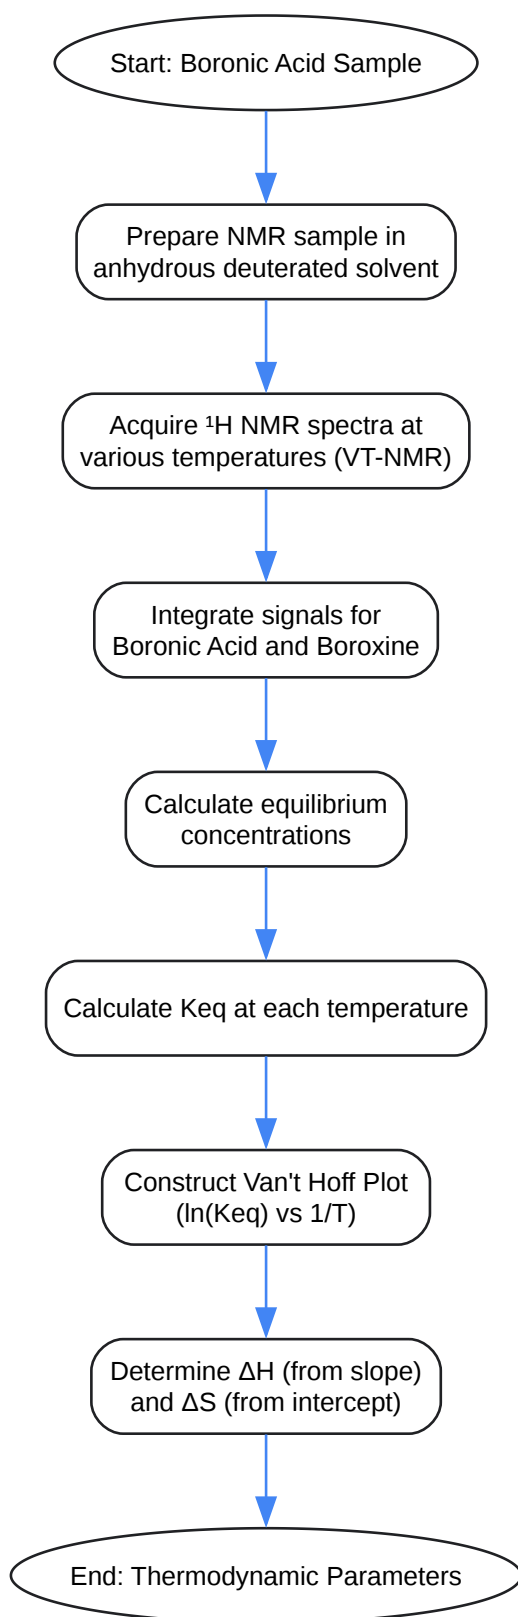 Start: Boronic Acid Sample
Prepare NMR sample in
anhydrous deuterated solvent
Acquire ¹H NMR spectra at
various temperatures (VT-NMR)
Integrate signals for
Boronic Acid and Boroxine
Calculate equilibrium
concentrations
Calculate Keq at each temperature
Construct Van't Hoff Plot
(ln(Keq) vs 1/T)
Determine ΔH (from slope)
and ΔS (from intercept)
End: Thermodynamic Parameters